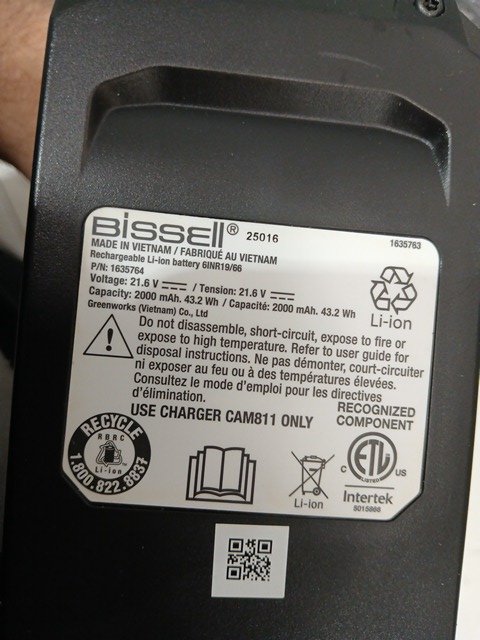 BISSELL® 25016 1635763
MADE IN VIETNAM / FABRIQUÉ AU VIETNAM
Rechargeable Li-ion battery 6INR19/66
P/N: 1635764
Voltage: 21.6 V / Tension: 21.6 V
Capacity: 2000 mAh. 43.2 Wh / Capacité: 2000 mAh. 43.2 Wh
Greenworks (Vietnam) Co., Ltd
Li-ion
Do not disassemble, short-circuit, expose to fire or
expose to high temperature. Refer to user guide for
disposal instructions. Ne pas démonter, court-circuiter
ni exposer au feu ou à des températures élevées.
Consultez le mode d'emploi pour les directives
d'élimination.
USE CHARGER CAM811 ONLY
RECOGNIZED
COMPONENT
RECYCLE
RBRC
Li-ion
1.800.822.8837
Li-ion
C ETL US
LISTED
Intertek
5015866